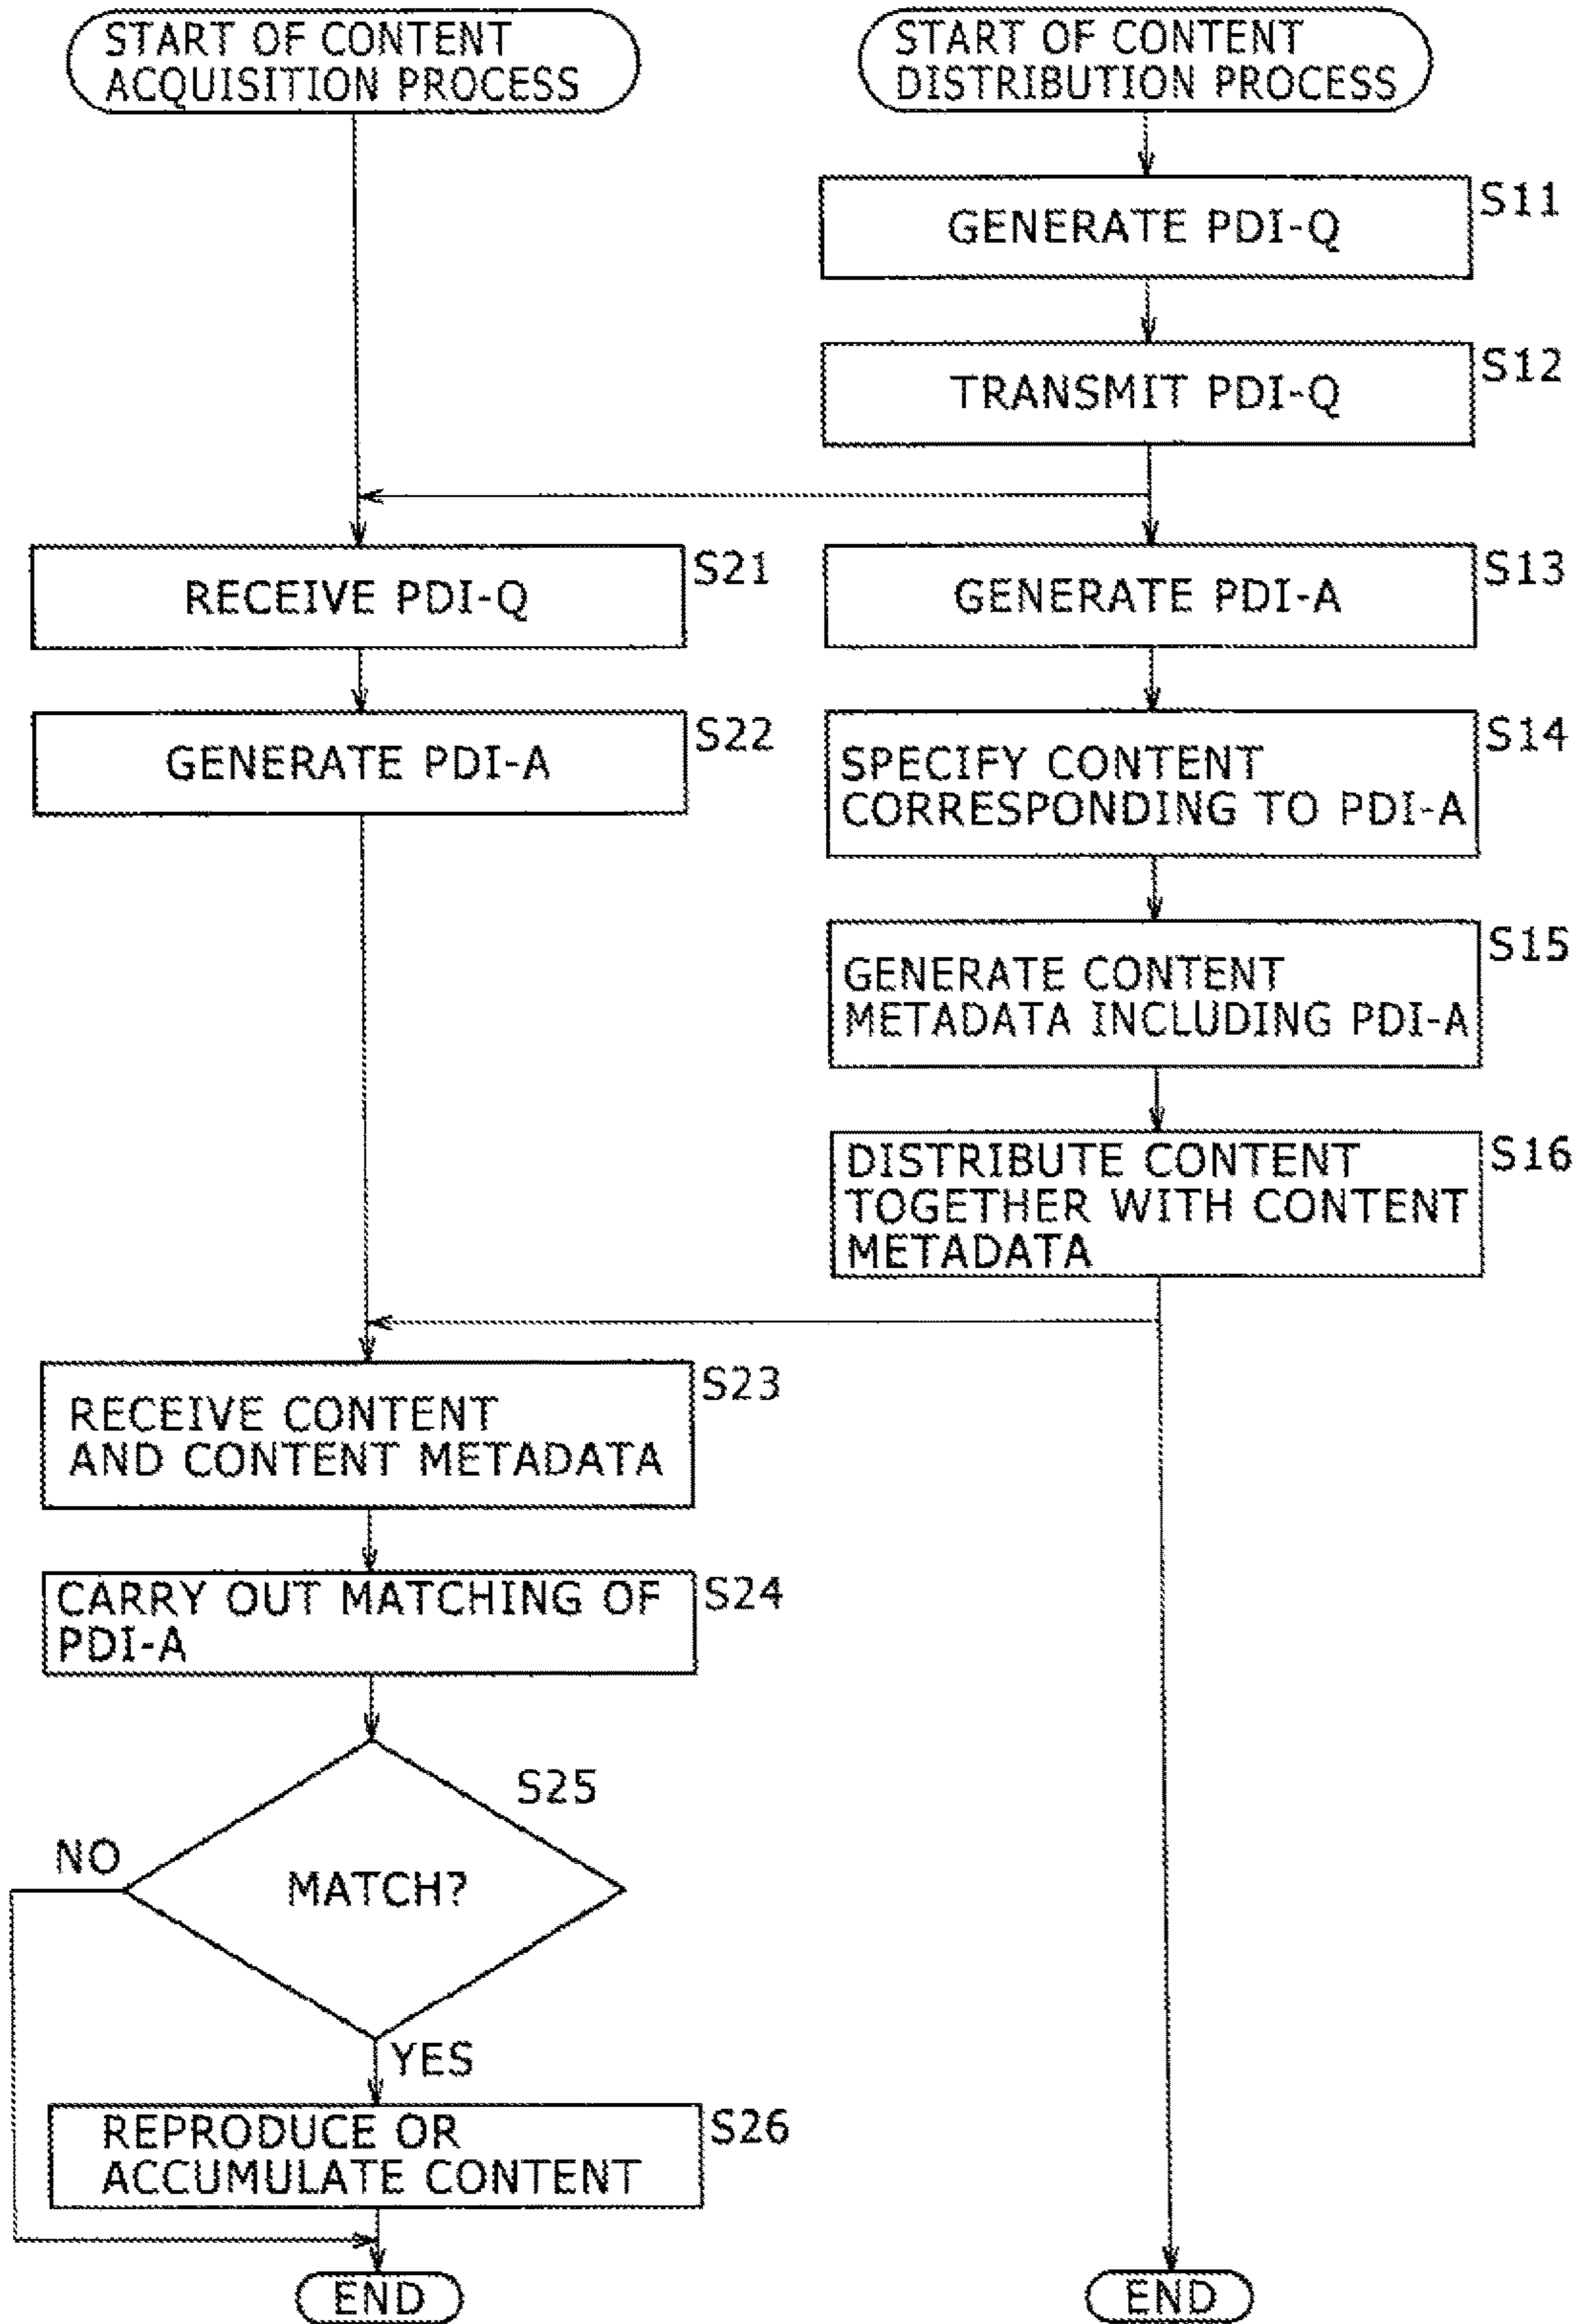 START OF CONTENT
ACQUISITION PROCESS
START OF CONTENT
DISTRIBUTION PROCESS
GENERATE PDI-Q
S11
TRANSMIT PDI-Q
S12
RECEIVE PDI-Q
S21
GENERATE PDI-A
S13
GENERATE PDI-A
S22
SPECIFY CONTENT
CORRESPONDING TO PDI-A
S14
GENERATE CONTENT
METADATA INCLUDING PDI-A
S15
DISTRIBUTE CONTENT
TOGETHER WITH CONTENT
METADATA
S16
RECEIVE CONTENT
AND CONTENT METADATA
S23
CARRY OUT MATCHING OF
PDI-A
S24
S25
NO
MATCH?
YES
REPRODUCE OR
ACCUMULATE CONTENT
S26
END
END